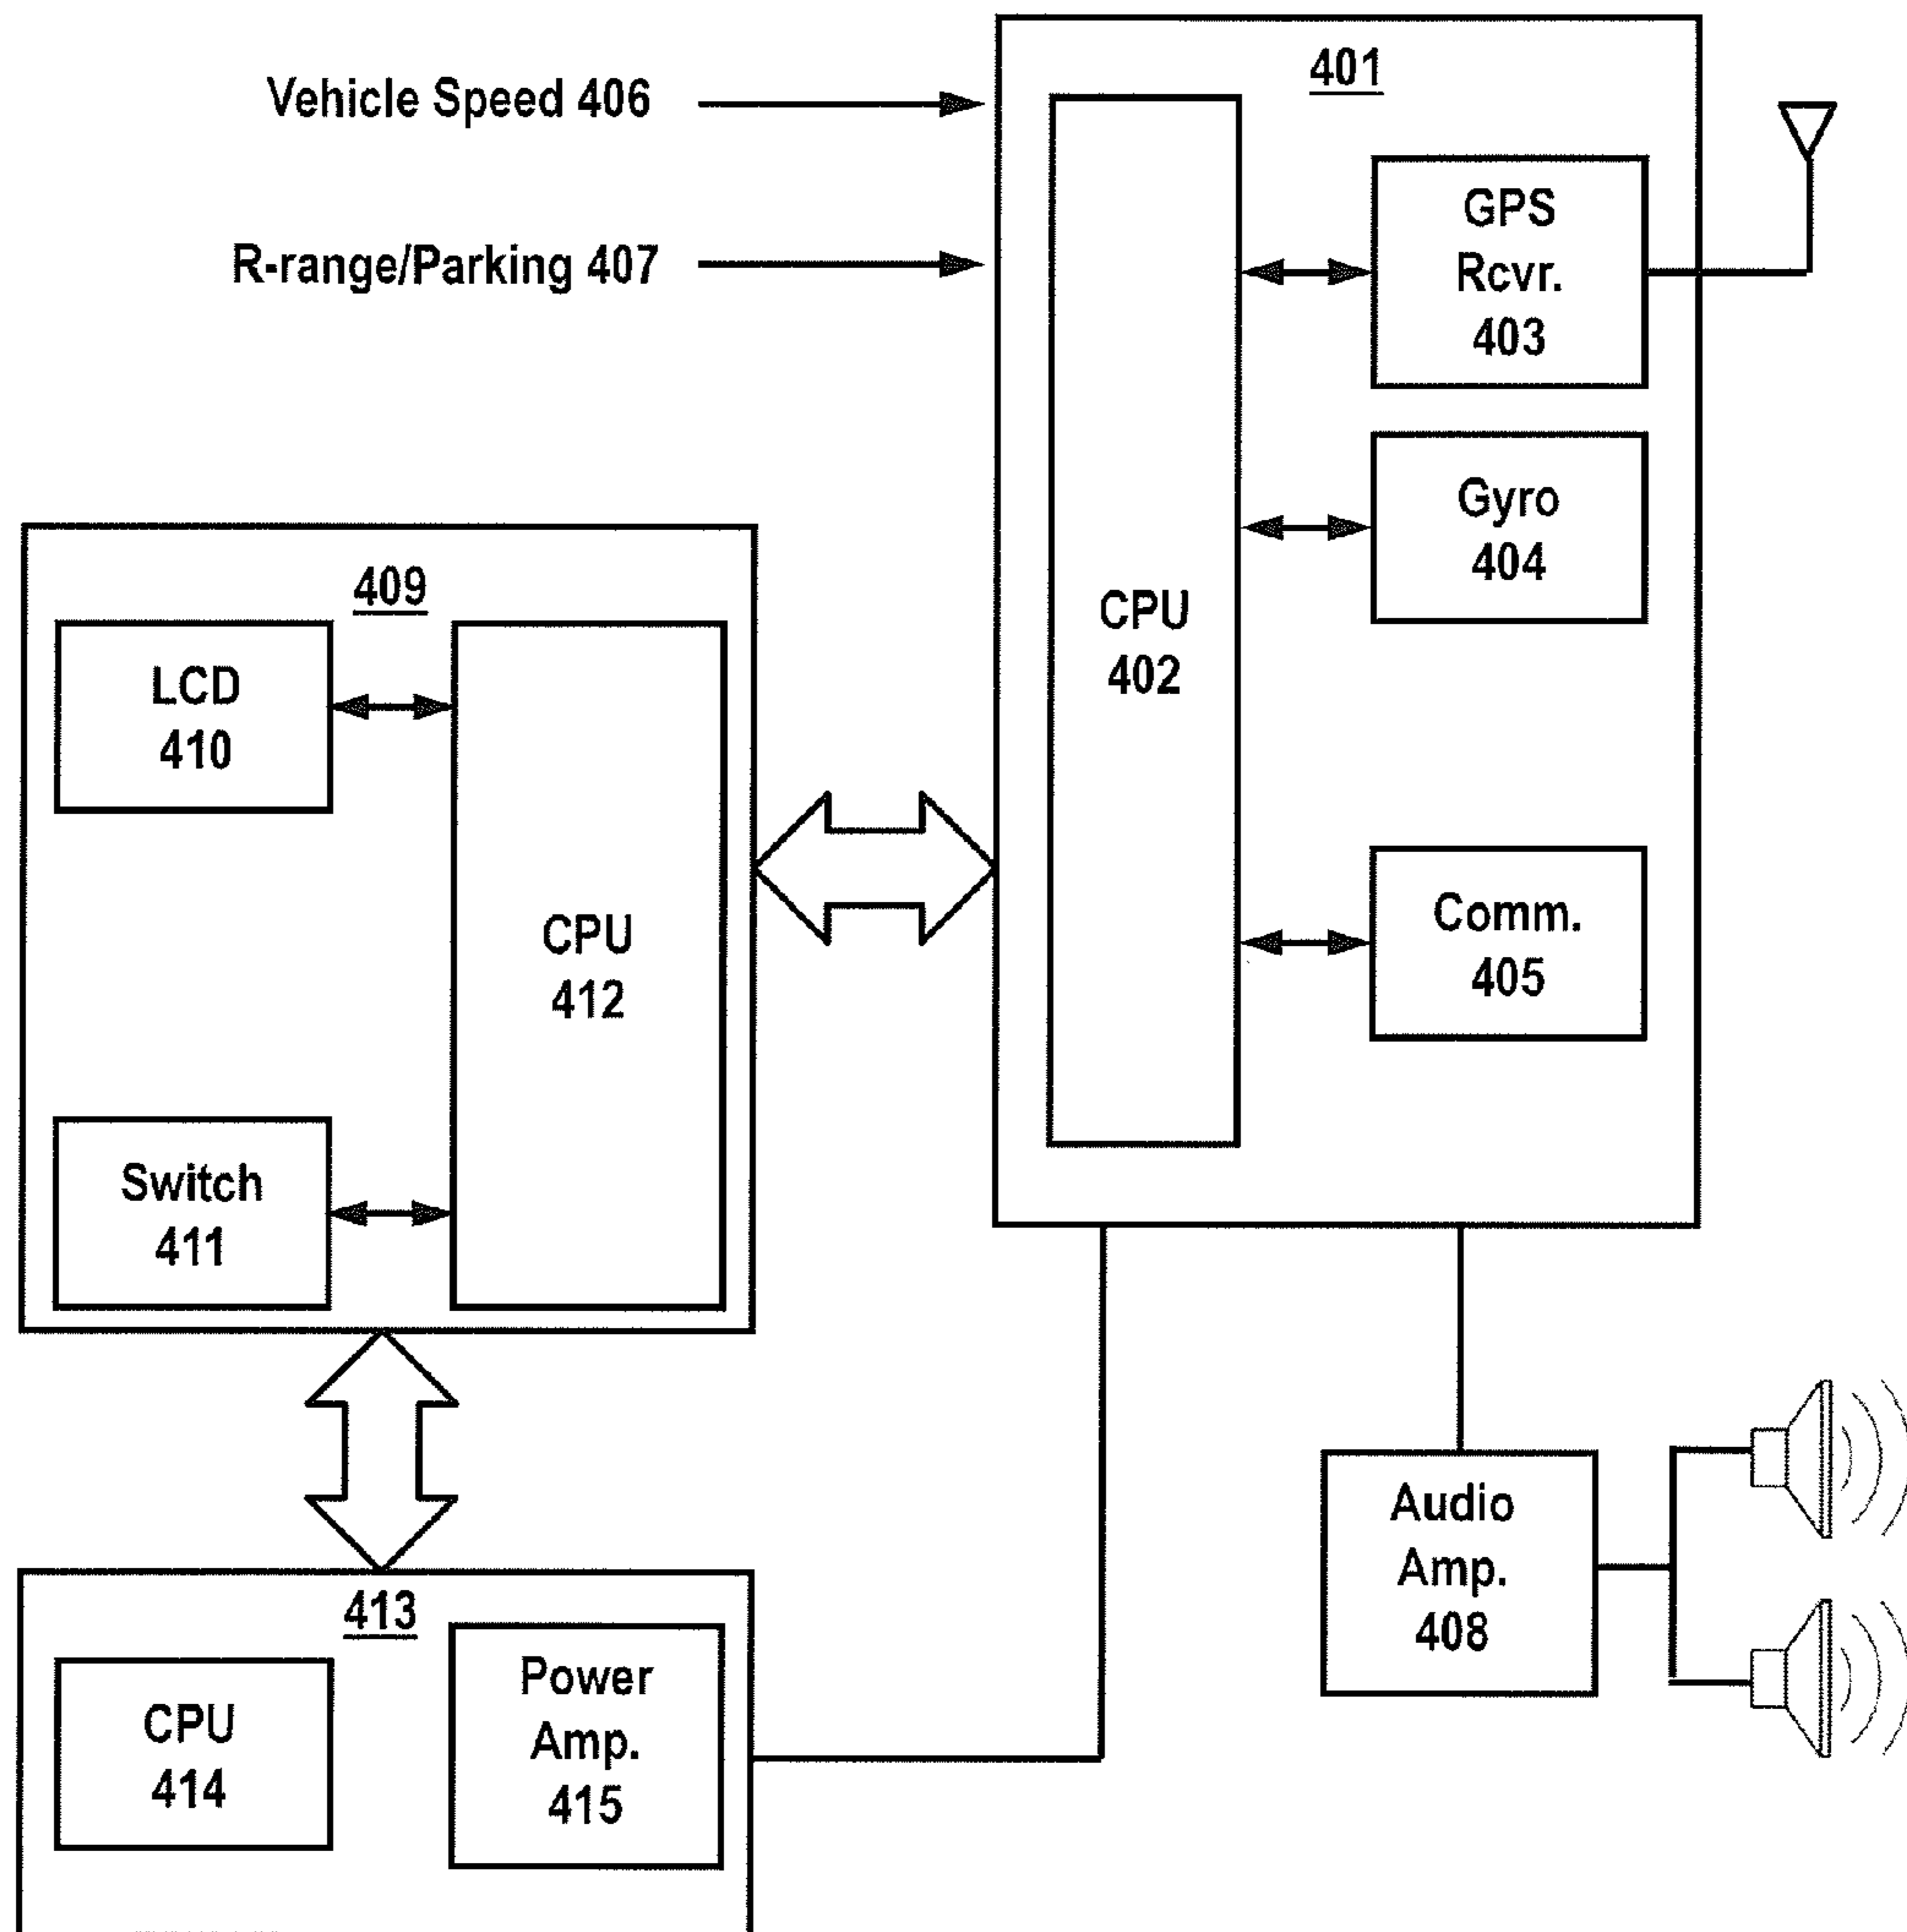 401
Vehicle Speed 406
R-range/Parking 407
GPS
Rcvr.
403
Gyro
404
CPU
402
Comm.
405
409
LCD
410
CPU
412
Switch
411
Audio
Amp.
408
413
CPU
414
Power
Amp.
415